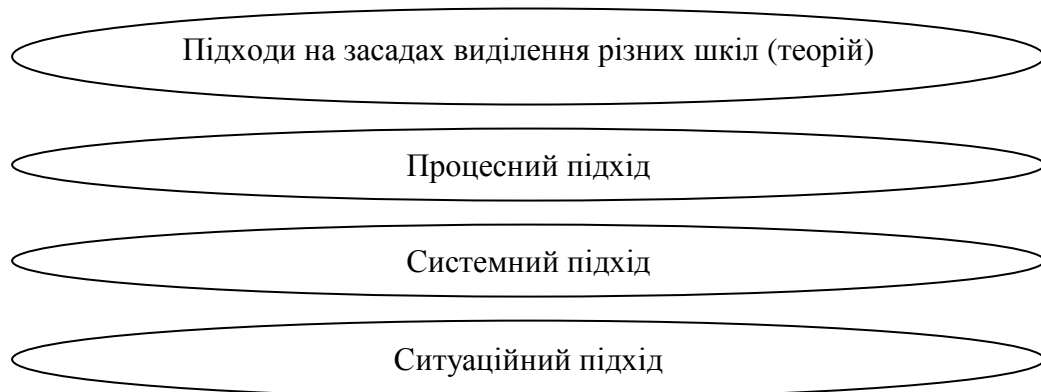 Підходи на засадах виділення різних шкіл (теорій)
Процесний підхід
Системний підхід
Ситуаційний підхід